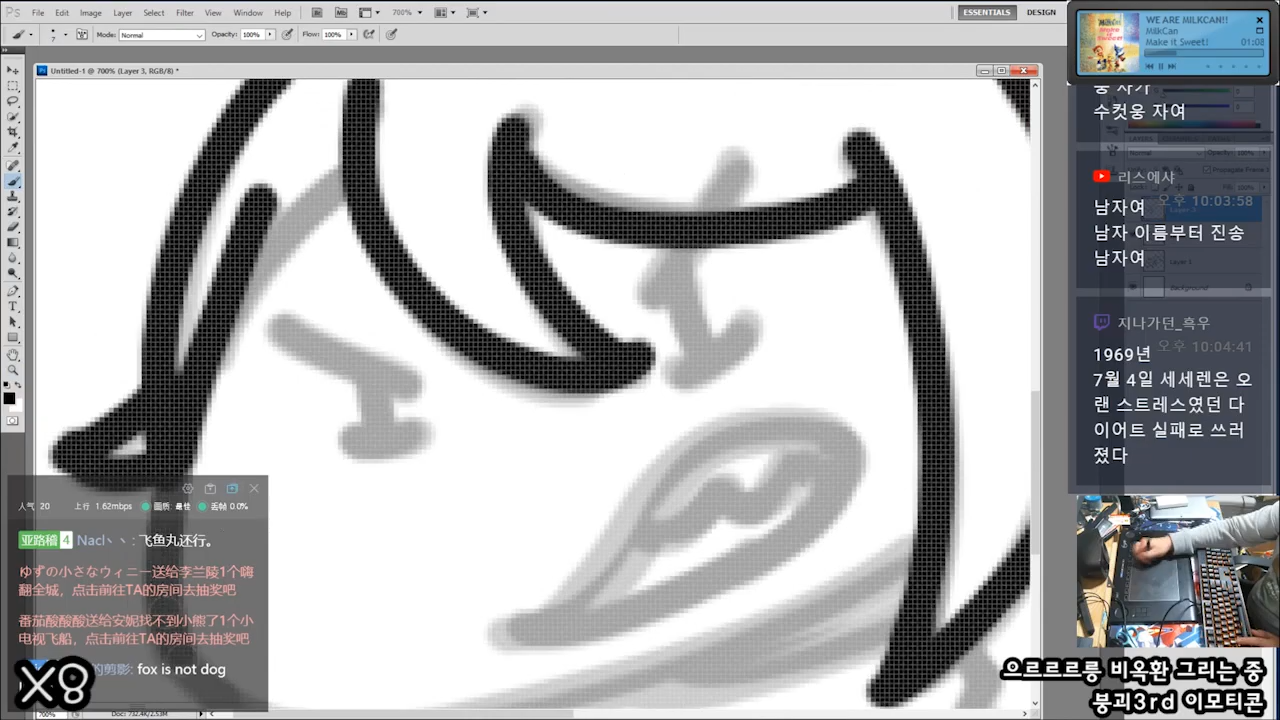 File Edit Image Layer Select Filter View Window Help
700%
ESSENTIALS DESIGN
Mode: Normal Opacity: 100% Flow: 100%
Untitled-1 @ 700% (Layer 3, RGB/8) *
WE ARE MILKCAN!!
MilkCan
Make it Sweet! 01:08
수컷웅 자여
리스에샤
오후 10:03:58
남자여
남자 이름부터 진송
남자여
지나가던_흑우
오후 10:04:41
1969년
7월 4일 세세렌은 오
랜 스트레스였던 다
이어트 실패로 쓰러
졌다
人气 20 上行 1.62mbps 画质: 最佳 丢帧 0.0%
亚路稽 4 Nacl丶丶: 飞鱼丸还行。
ゆずの小さなウィニー送给李兰陵1个嗨
翻全城，点击前往TA的房间去抽奖吧
番茄酸酸酸送给安妮找不到小熊了1个小
电视飞船，点击前往TA的房间去抽奖吧
的剪影: fox is not dog
X8
으르르르릉 비옥환 그리는 중
붕괴3rd 이모티콘
700% Doc: 732.4K/2.53M